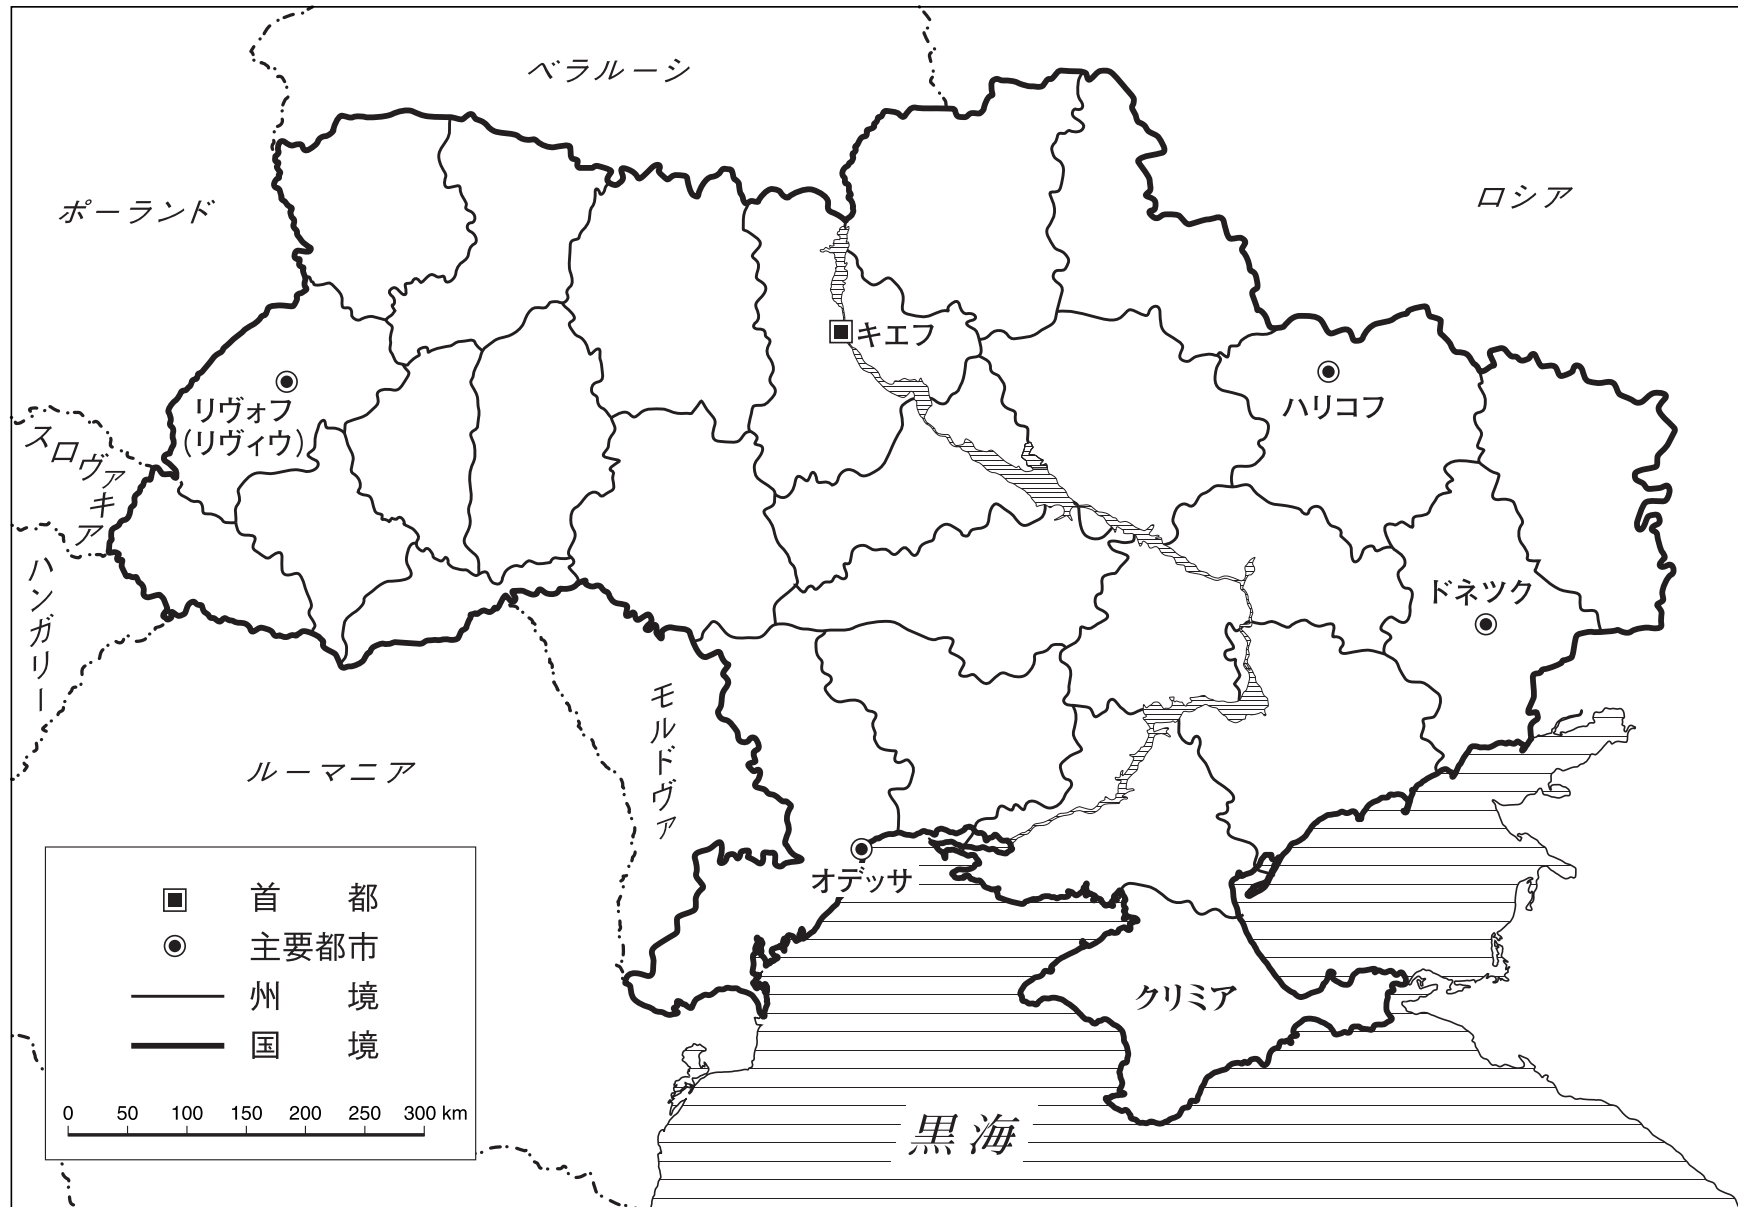 ベラルーシ
ポーランド
ロシア
キエフ
リヴォフ
(リヴィウ)
ハリコフ
スロヴァキア
ハンガリー
ドネツク
モルドヴァ
ルーマニア
オデッサ
クリミア
黒海
首都
主要都市
州境
国境
0 50 100 150 200 250 300 km